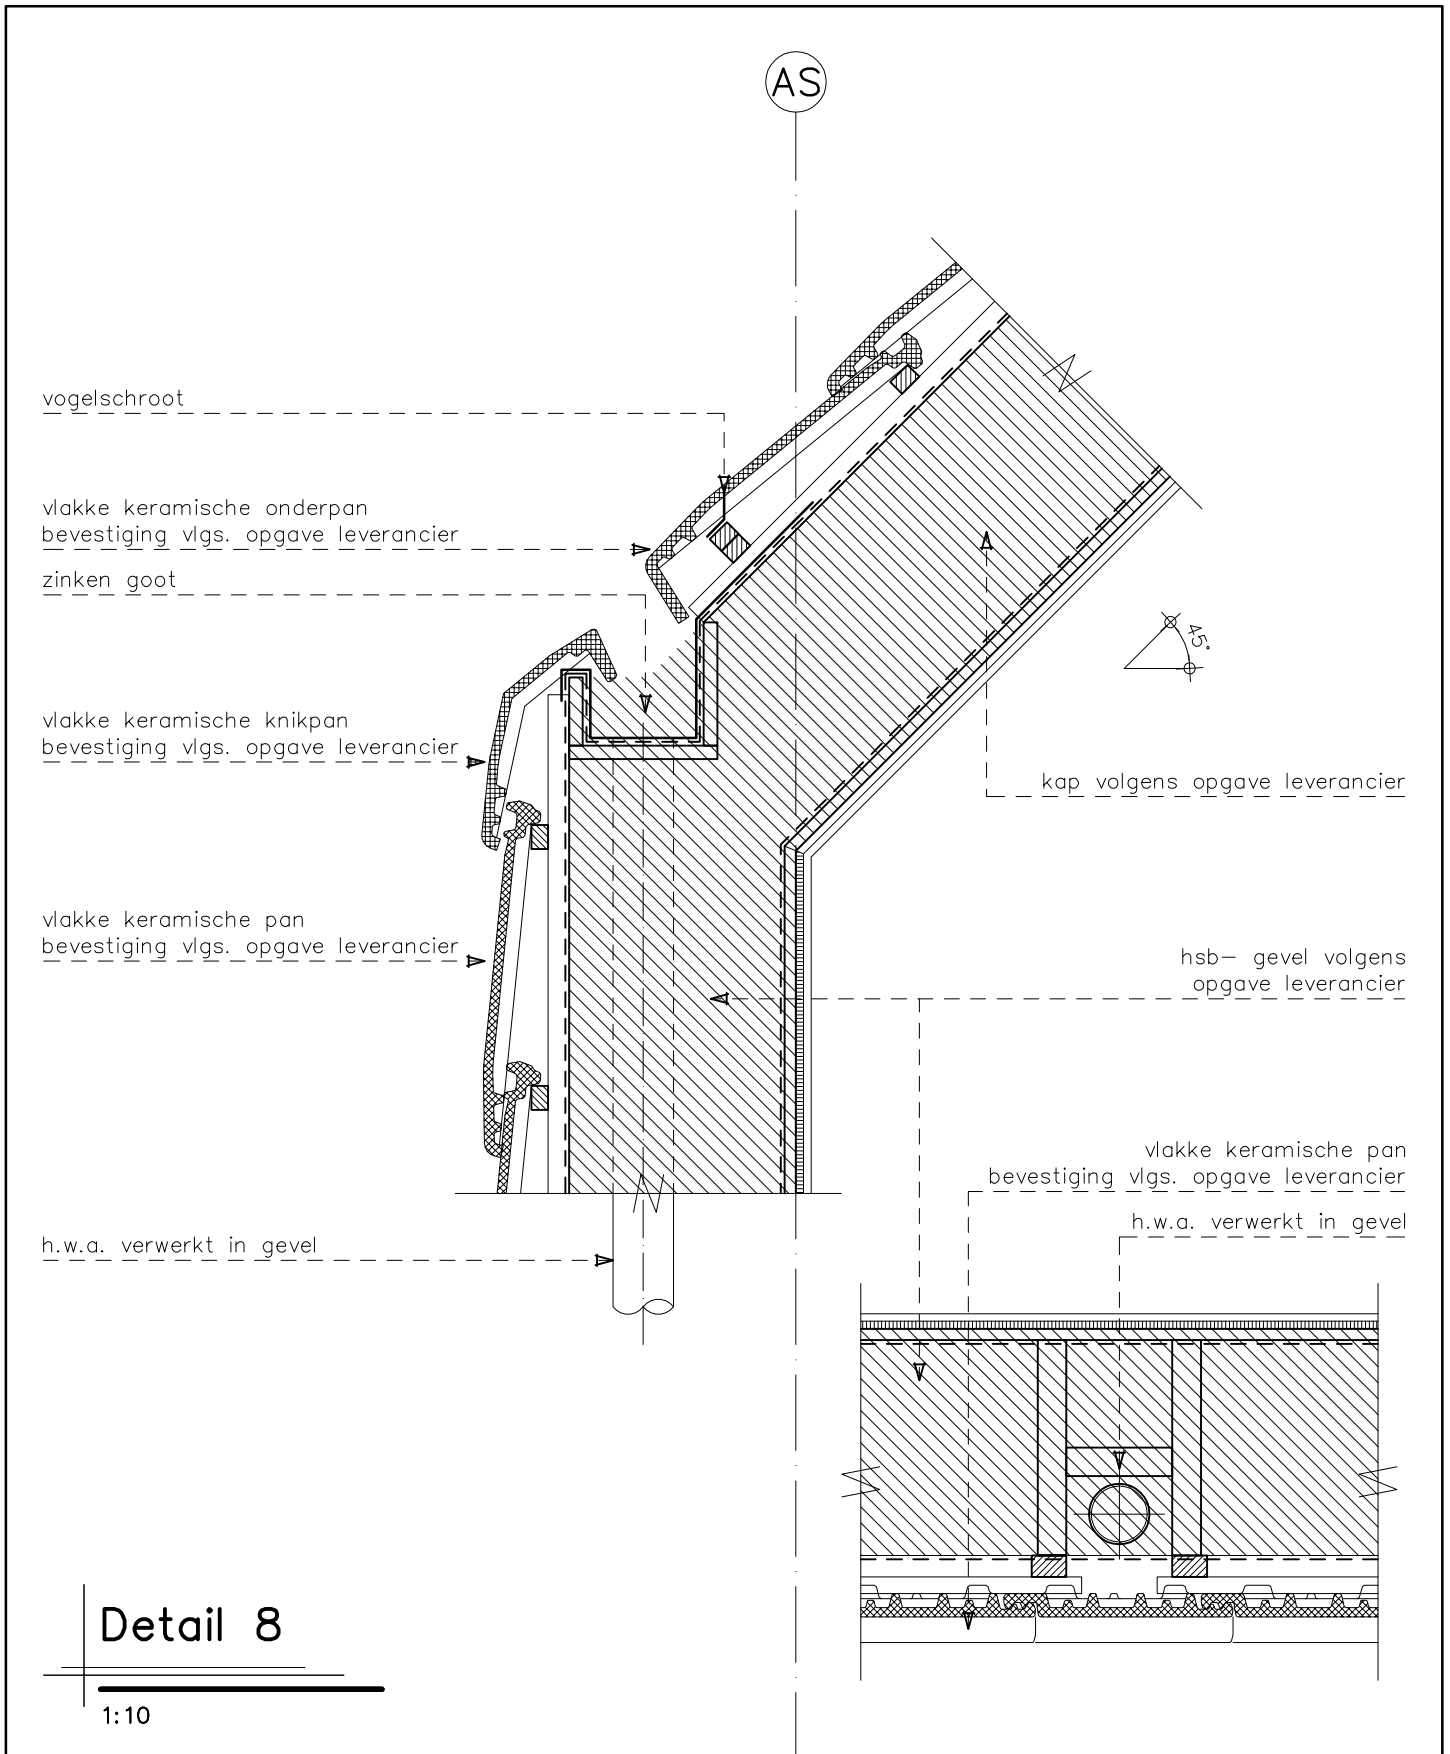 AS
vogelschroot
vlakke keramische onderpan
bevestiging vlgs. opgave leverancier
zinken goot
45°
vlakke keramische knikpan
bevestiging vlgs. opgave leverancier
kap volgens opgave leverancier
vlakke keramische pan
bevestiging vlgs. opgave leverancier
hsb- gevel volgens
opgave leverancier
vlakke keramische pan
bevestiging vlgs. opgave leverancier
h.w.a. verwerkt in gevel
h.w.a. verwerkt in gevel
Detail 8
1:10